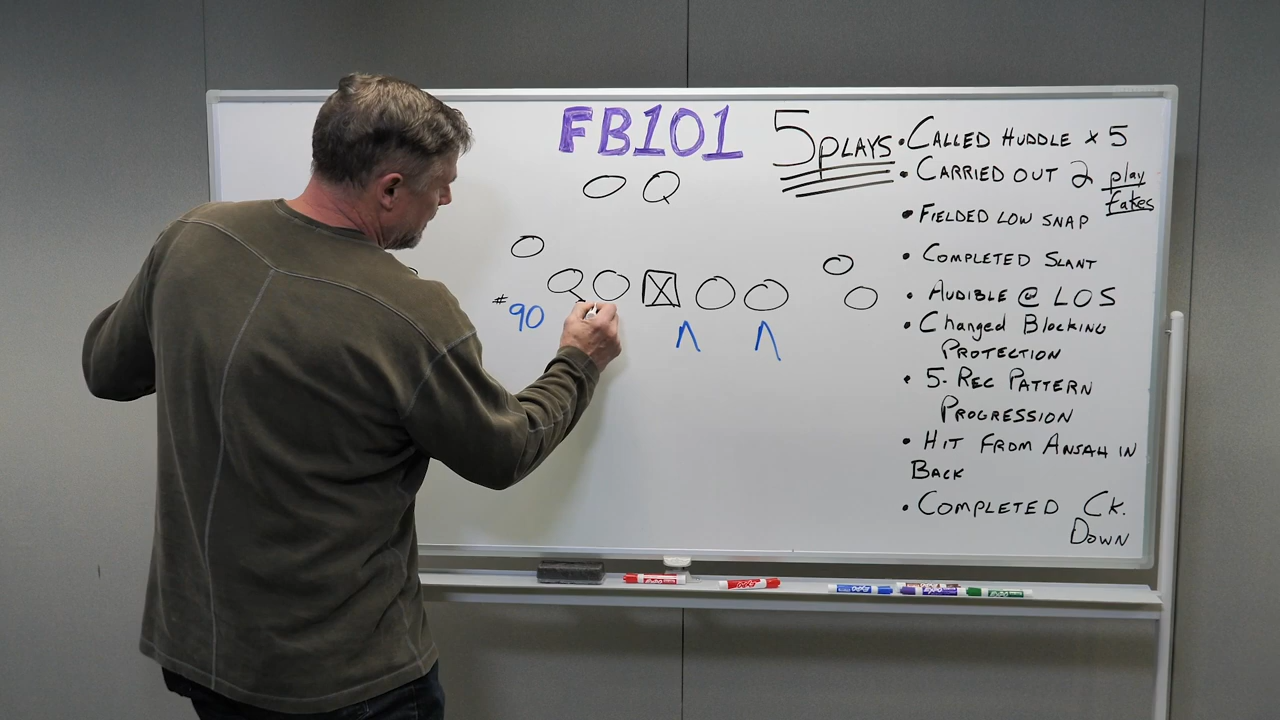 FB101
5 PLAYS
• CALLED HUDDLE x 5
• CARRIED OUT 2 play
fakes
• FIELDED LOW SNAP
• COMPLETED SLANT
• AUDIBLE @ LOS
• Changed BLOCKING
PROTECTION
• 5-REC PATTERN
PROGRESSION
• HIT FROM ANSAH IN
BACK
• COMPLETED CK.
DOWN
# 90